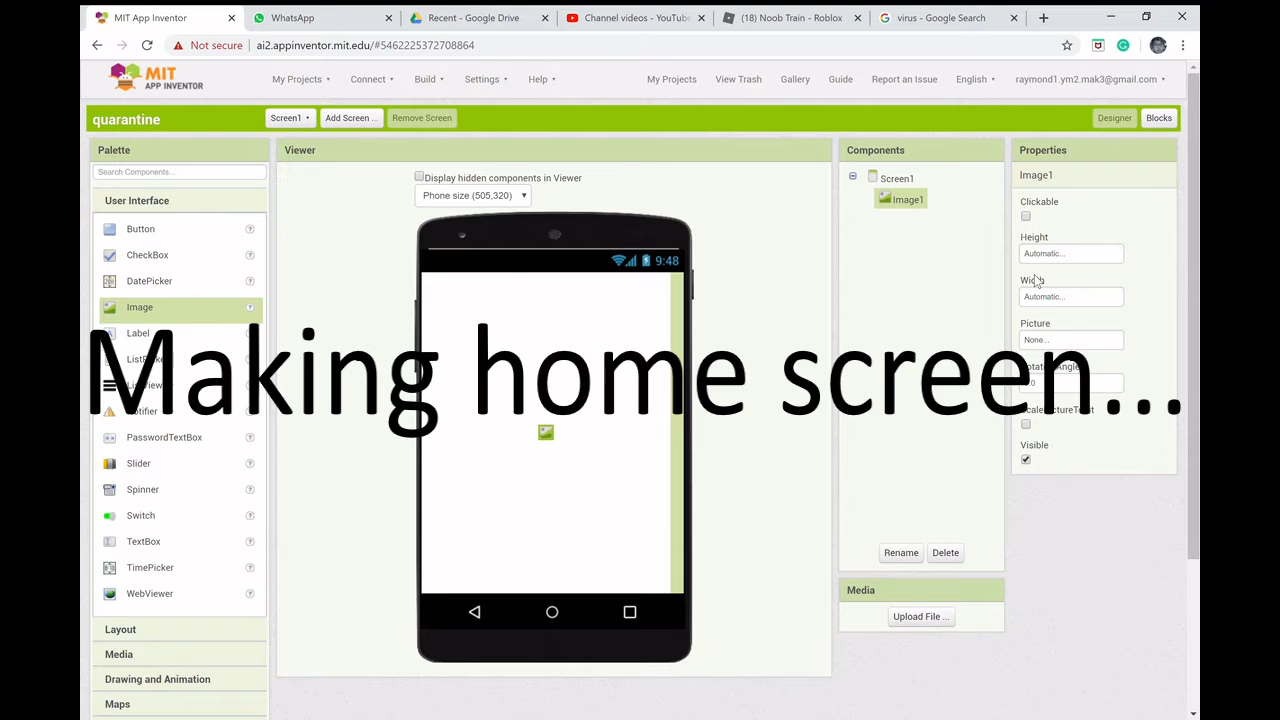 MIT App Inventor
WhatsApp
Recent - Google Drive
Channel videos - YouTube
(18) Noob Train - Roblox
virus - Google Search
Not secure
ai2.appinventor.mit.edu/#5462225372708864
MIT
APP INVENTOR
My Projects
Connect
Build
Settings
Help
My Projects
View Trash
Gallery
Guide
Report an Issue
English
raymond1.ym2.mak3@gmail.com
quarantine
Screen1
Add Screen ...
Remove Screen
Designer
Blocks
Palette
Search Components...
User Interface
Button
CheckBox
DatePicker
Image
Label
Notifier
PasswordTextBox
Slider
Spinner
Switch
TextBox
TimePicker
WebViewer
Layout
Media
Drawing and Animation
Maps
Viewer
Display hidden components in Viewer
Phone size (505,320)
9:48
Making home screen...
Components
Screen1
Image1
Rename
Delete
Media
Upload File ...
Properties
Image1
Clickable
Height
Automatic...
Width
Automatic...
Picture
None...
Visible